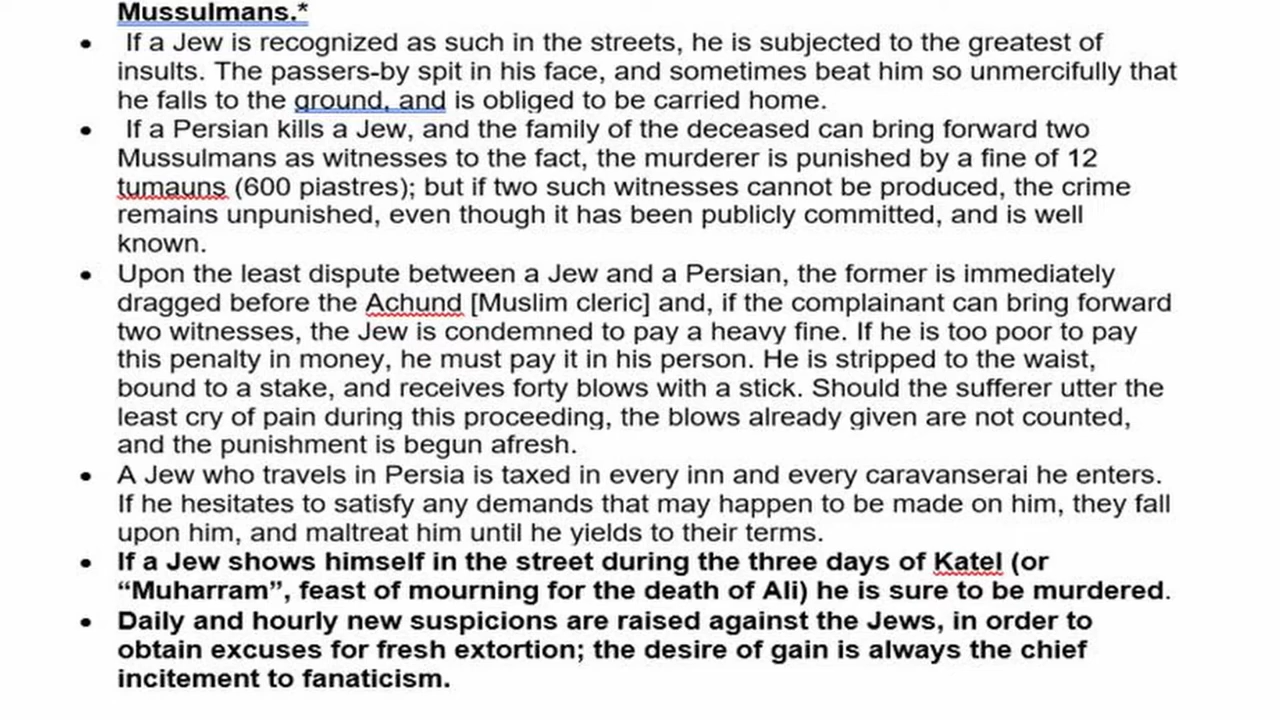 Mussulmans.*
• If a Jew is recognized as such in the streets, he is subjected to the greatest of
insults. The passers-by spit in his face, and sometimes beat him so unmercifully that
he falls to the ground, and is obliged to be carried home.
• If a Persian kills a Jew, and the family of the deceased can bring forward two
Mussulmans as witnesses to the fact, the murderer is punished by a fine of 12
tumauns (600 piastres); but if two such witnesses cannot be produced, the crime
remains unpunished, even though it has been publicly committed, and is well
known.
• Upon the least dispute between a Jew and a Persian, the former is immediately
dragged before the Achund [Muslim cleric] and, if the complainant can bring forward
two witnesses, the Jew is condemned to pay a heavy fine. If he is too poor to pay
this penalty in money, he must pay it in his person. He is stripped to the waist,
bound to a stake, and receives forty blows with a stick. Should the sufferer utter the
least cry of pain during this proceeding, the blows already given are not counted,
and the punishment is begun afresh.
• A Jew who travels in Persia is taxed in every inn and every caravanserai he enters.
If he hesitates to satisfy any demands that may happen to be made on him, they fall
upon him, and maltreat him until he yields to their terms.
• If a Jew shows himself in the street during the three days of Katel (or
“Muharram”, feast of mourning for the death of Ali) he is sure to be murdered.
• Daily and hourly new suspicions are raised against the Jews, in order to
obtain excuses for fresh extortion; the desire of gain is always the chief
incitement to fanaticism.